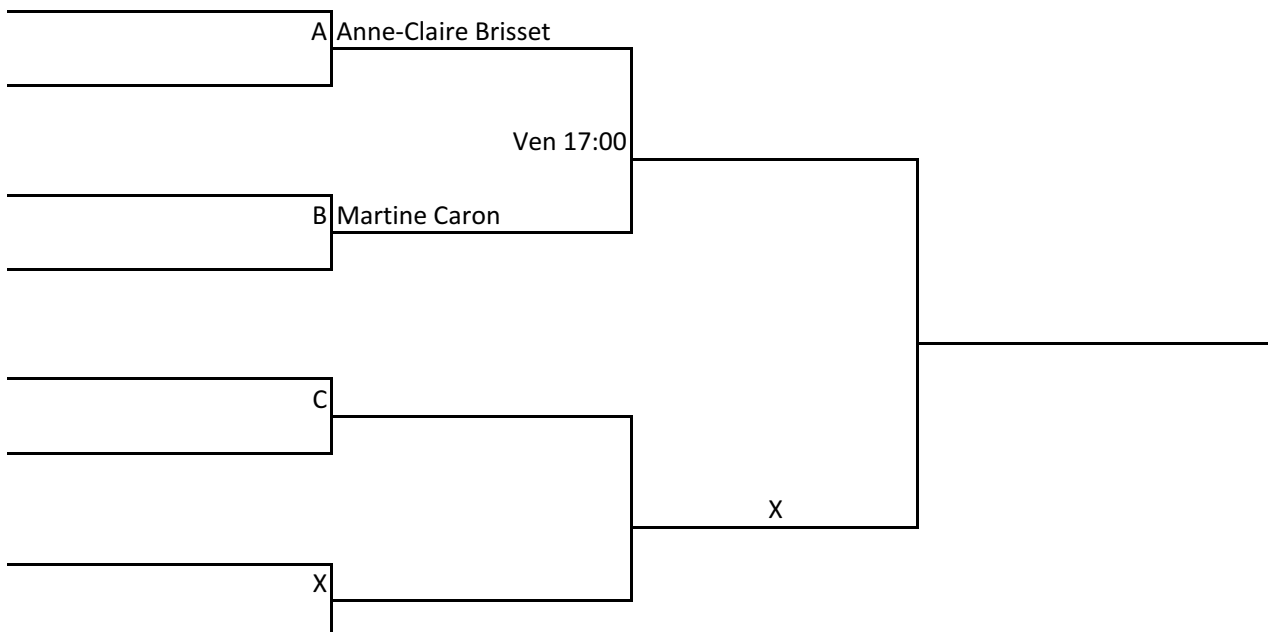 A Anne-Claire Brisset
Ven 17:00
B Martine Caron
C
X
X